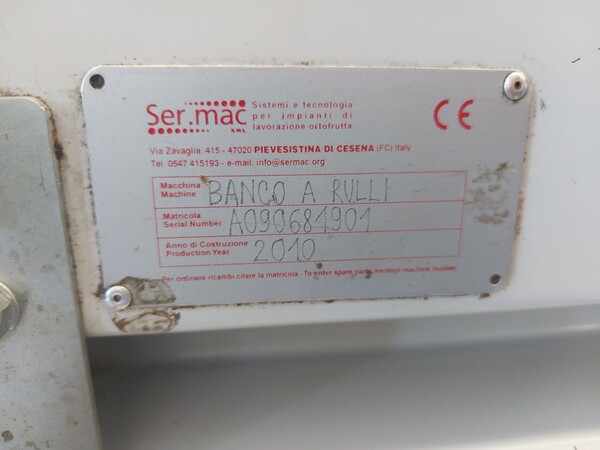 Ser.mac
SRL
Sistemi e tecnologia
per impianti di
lavorazione ortofrutta
CE
Via Zavaglia, 415 - 47020 PIEVESISTINA DI CESENA (FC) Italy
Tel. 0547 415193 - e-mail: info@sermac.org
Macchina
Machine
BANCO A RULLI
Matricola
Serial Number
A090681901
Anno di Costruzione
Production Year
2010
Per ordinare ricambi citare la matricola - To enter spare parts mention machine number